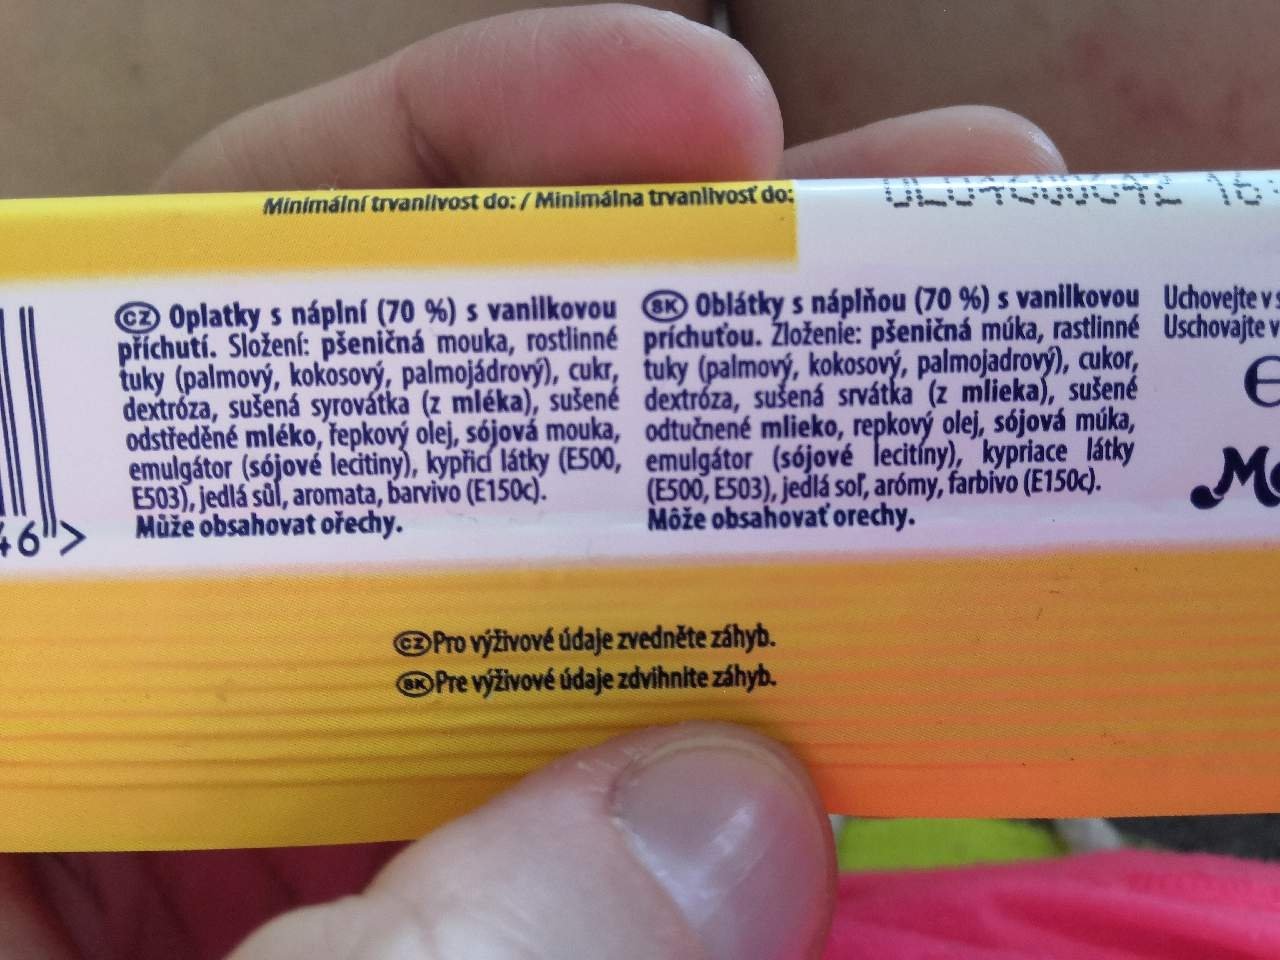 Minimální trvanlivost do: / Minimálna trvanlivosť do:
CZ Oplatky s náplní (70 %) s vanilkovou
příchutí. Složení: pšeničná mouka, rostlinné
tuky (palmový, kokosový, palmojádrový), cukr,
dextróza, sušená syrovátka (z mléka), sušené
odstředěné mléko, řepkový olej, sójová mouka,
emulgátor (sójové lecitiny), kypřicí látky (E500,
E503), jedlá sůl, aromata, barvivo (E150c).
Může obsahovat ořechy.
SK Oblátky s náplňou (70 %) s vanilkovou
príchuťou. Zloženie: pšeničná múka, rastlinné
tuky (palmový, kokosový, palmojadrový), cukor,
dextróza, sušená srvátka (z mlieka), sušené
odtučnené mlieko, repkový olej, sójová múka,
emulgátor (sójové lecitíny), kypriace látky
(E500, E503), jedlá soľ, arómy, farbivo (E150c).
Môže obsahovať orechy.
Uchovejte v
Uschovajte v
46">
CZ Pro výživové údaje zvedněte záhyb.
SK Pre výživové údaje zdvihnite záhyb.